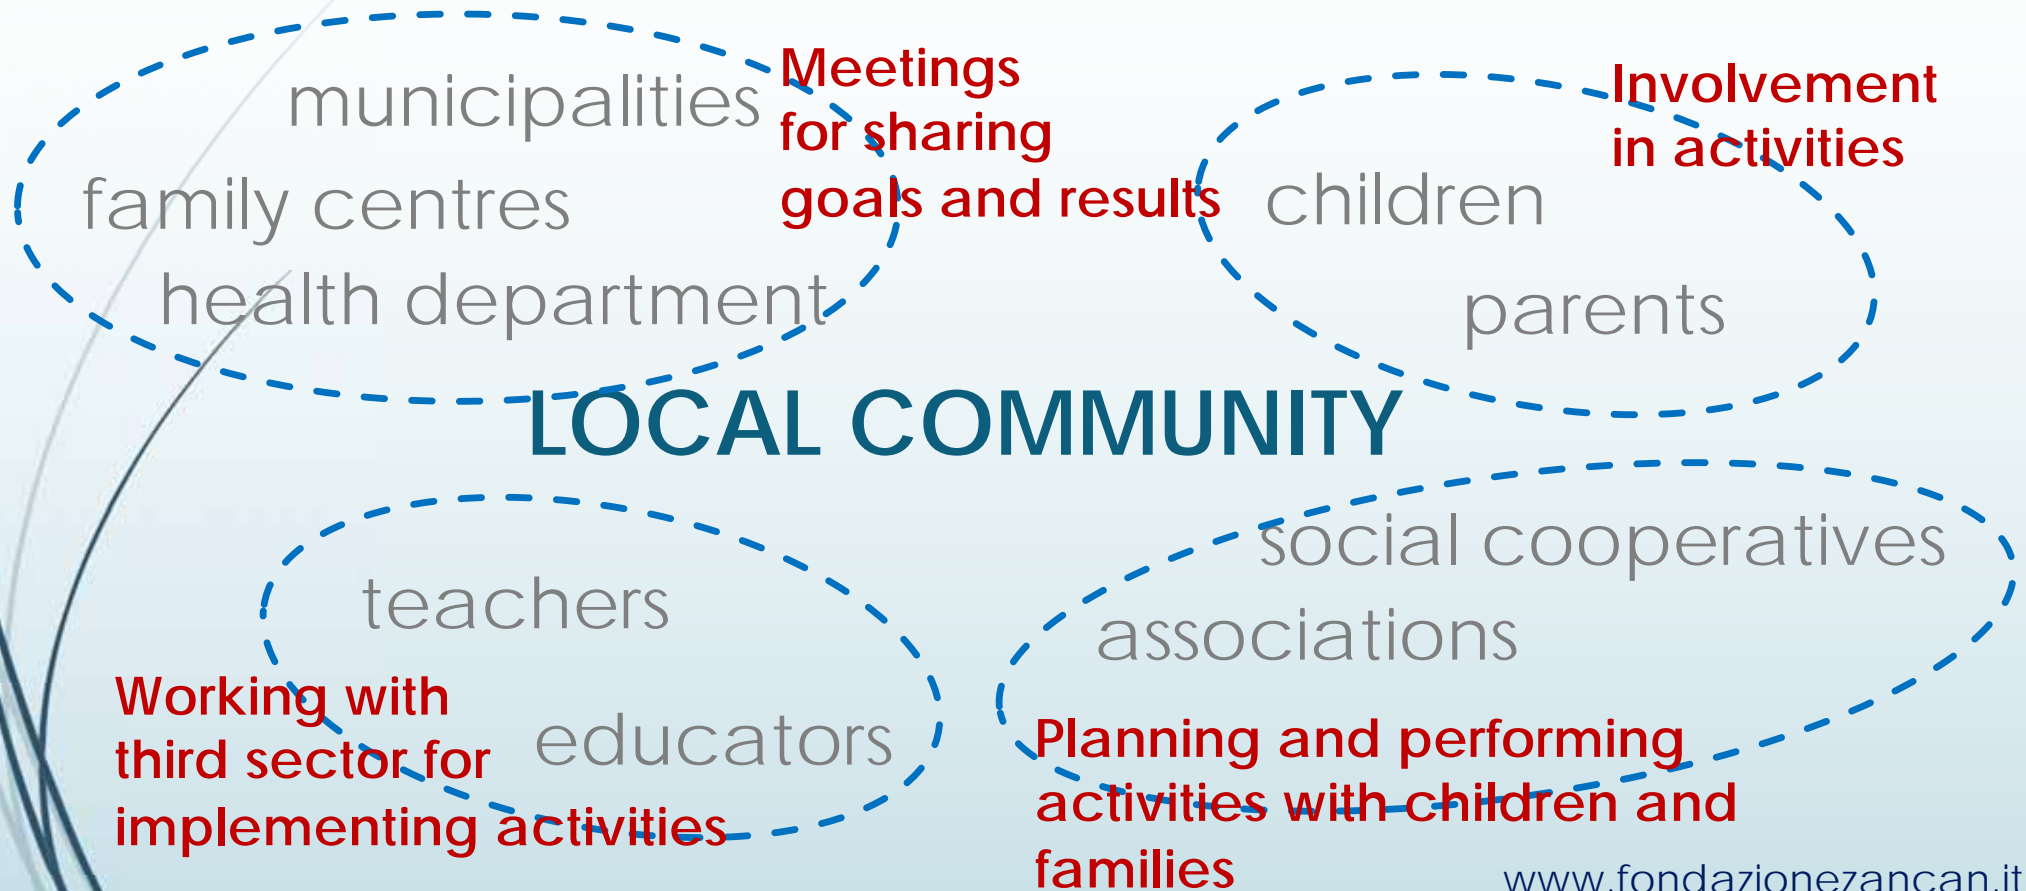 municipalities
family centres
health department
Meetings
for sharing
goals and results
children
parents
Involvement
in activities
LOCAL COMMUNITY
teachers
educators
Working with
third sector for
implementing activities
social cooperatives
associations
Planning and performing
activities with children and
families
www.fondazionezancan.it